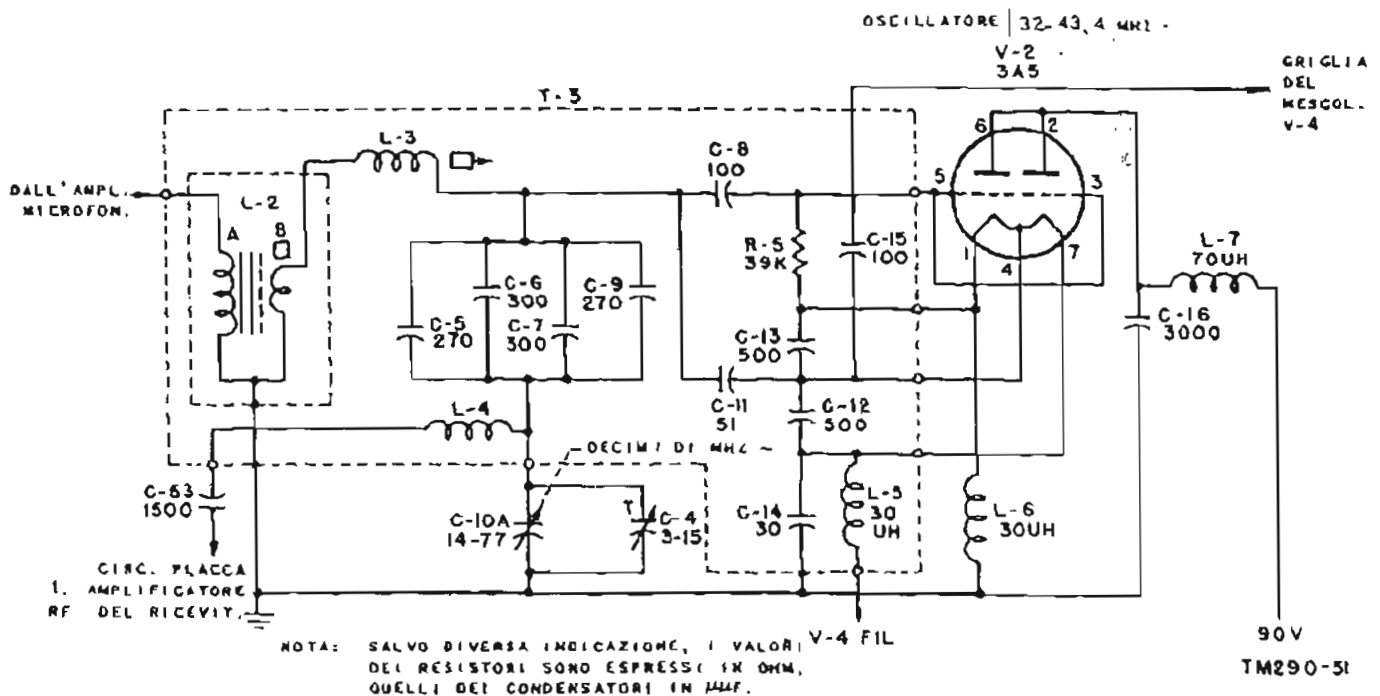 OSCILLATORE 32-43,4 MHZ -
V-2
3A5
GRIGLIA
DEL
MESCOL.
V-4
T-3
L-3
C-8
100
6
2
5
3
DALL'AMPL.
MICROFON.
L-2
A
B
R-5
39K
C-15
100
1
4
7
L-7
70UH
C-6
300
C-9
270
C-5
270
C-7
300
C-13
500
C-16
3000
C-11
51
C-12
500
L-4
DECIMI DI MHZ ~
C-63
1500
C-10A
14-77
T
C-4
3-15
C-14
30
L-5
30
UH
L-6
30UH
CIRC. PLACCA
1. AMPLIFICATORE
RF DEL RICEVIT.
V-4 FIL
90V
NOTA: SALVO DIVERSA INDICAZIONE, I VALORI
DEI RESISTORI SONO ESPRESSI IN OHM,
QUELLI DEI CONDENSATORI IN µµF.
TM290-51